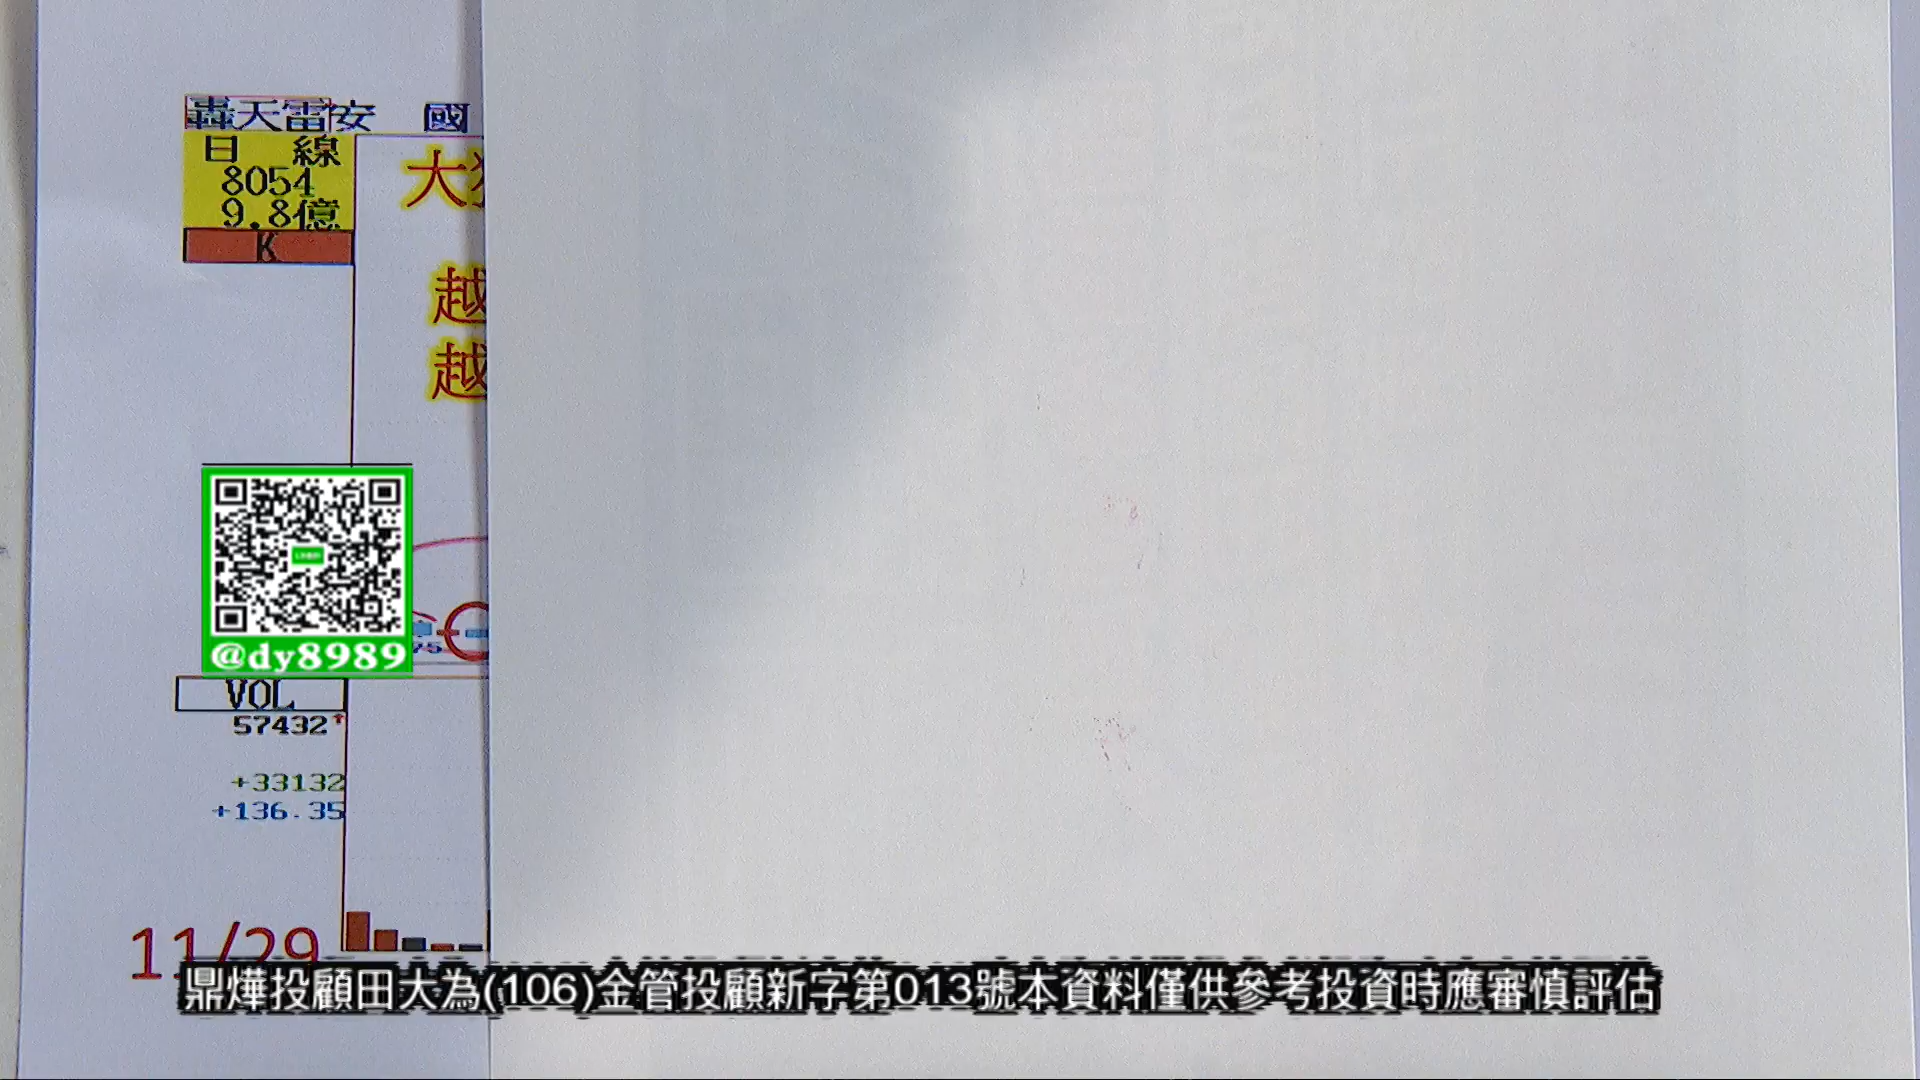 轟天雷安 國
日 線
8054
9.8億
K
大
越
越
@dy8989
75
VOL
57432
+33132
+136.35
11/29
鼎燁投顧田大為(106)金管投顧新字第013號本資料僅供參考投資時應審慎評估